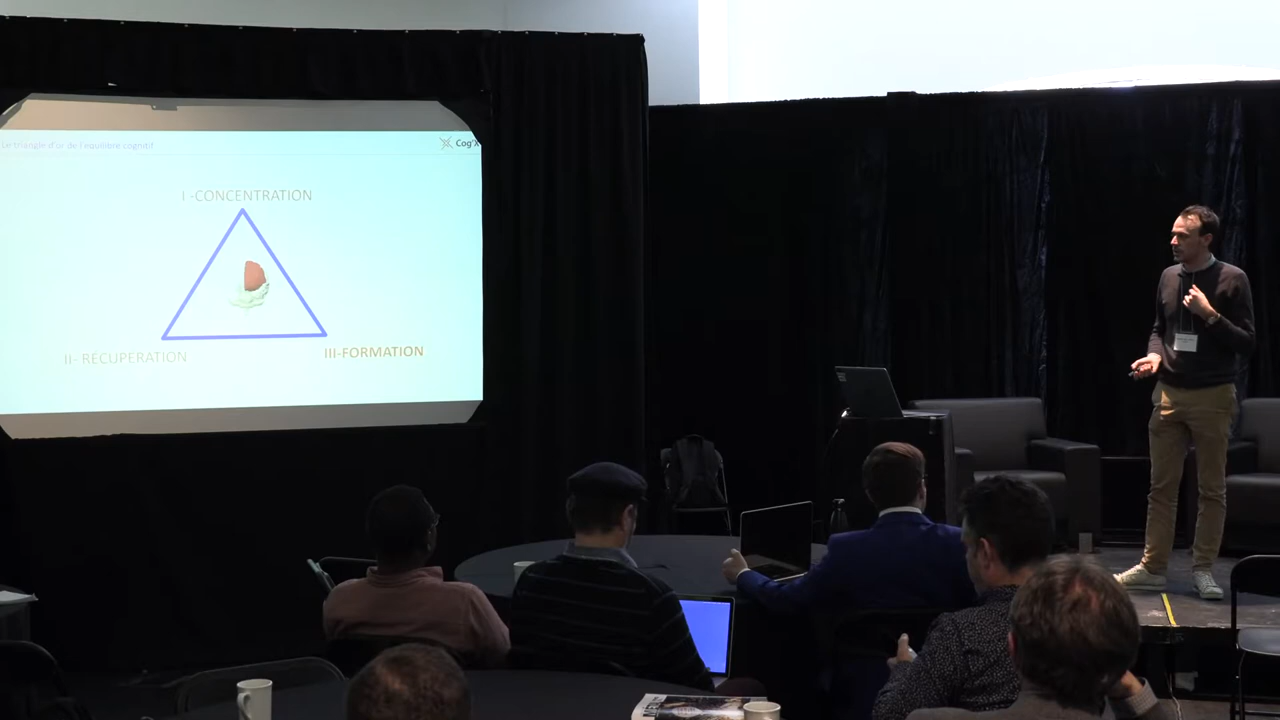 Le triangle d'or de l'équilibre cognitif
Cog'X
I -CONCENTRATION
II- RECUPERATION
III-FORMATION